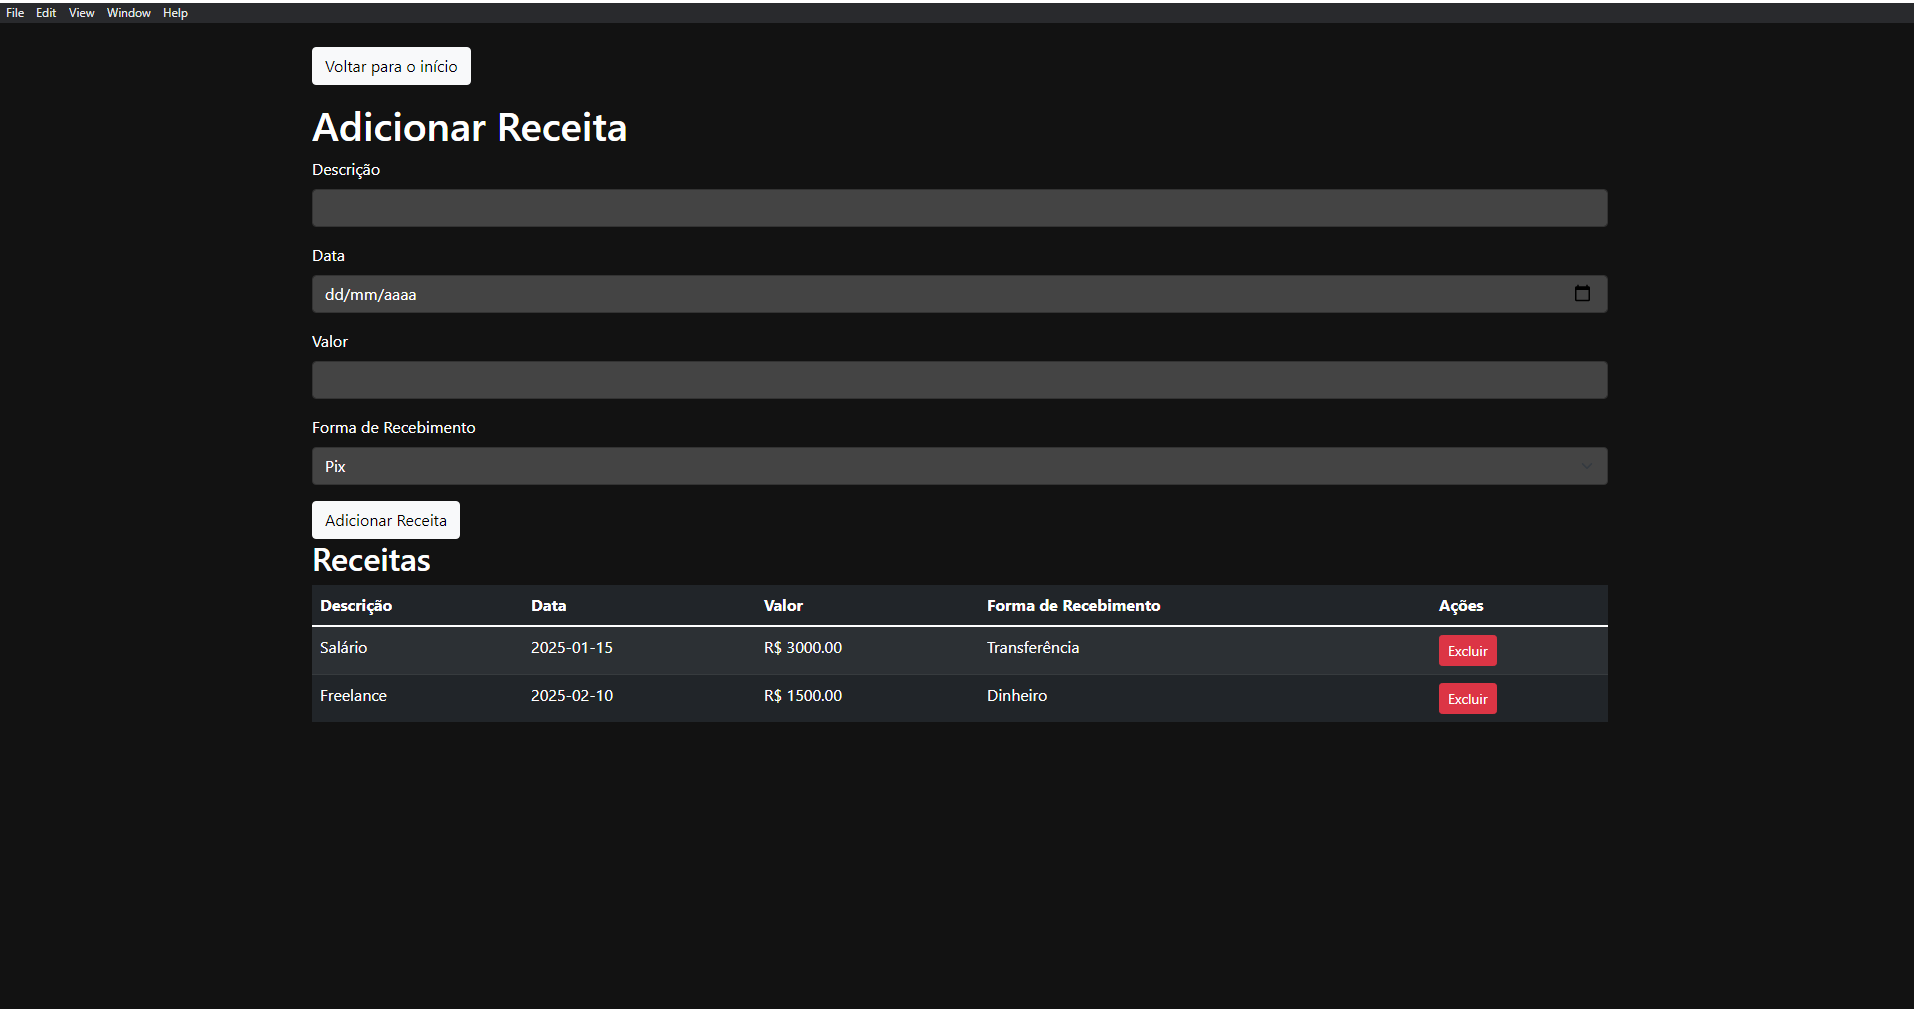 File Edit View Window Help
Voltar para o início
Adicionar Receita
Descrição
Data
dd/mm/aaaa
Valor
Forma de Recebimento
Pix
Adicionar Receita
Receitas
Descrição Data Valor Forma de Recebimento Ações
Salário 2025-01-15 R$ 3000.00 Transferência Excluir
Freelance 2025-02-10 R$ 1500.00 Dinheiro Excluir